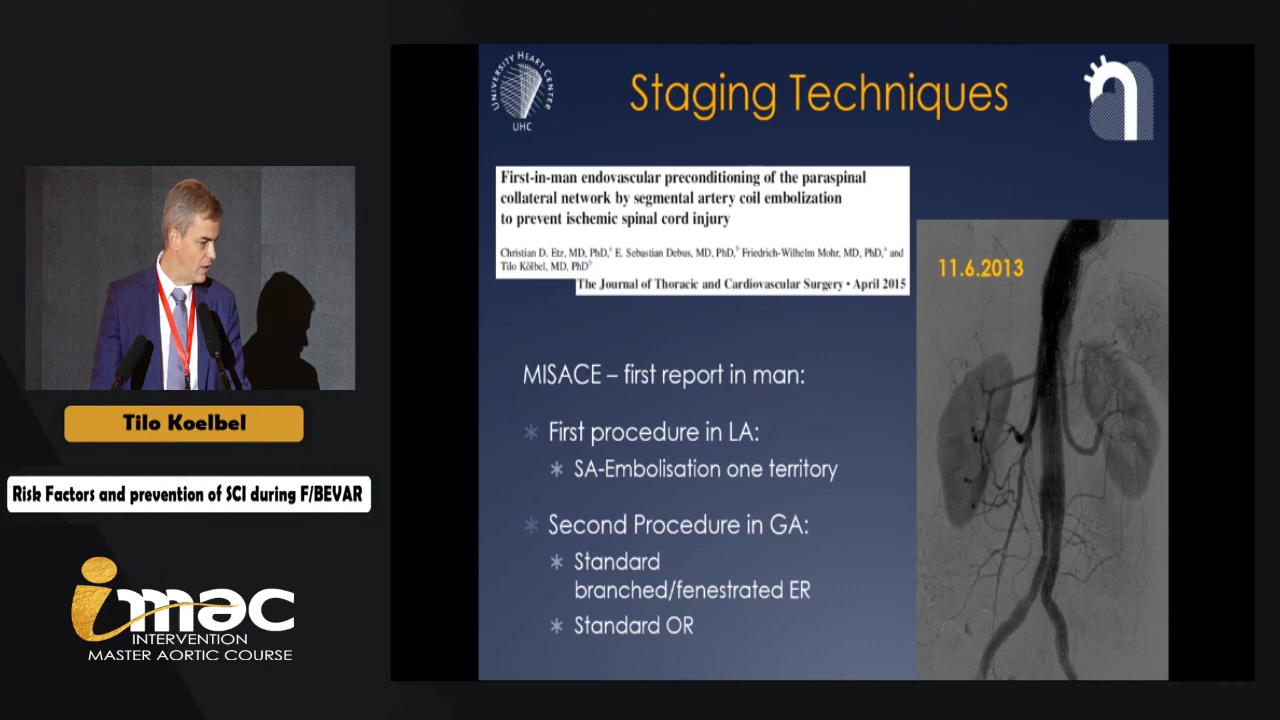 UNIVERSITY HEART CENTER
UHC
Staging Techniques
First-in-man endovascular preconditioning of the paraspinal
collateral network by segmental artery coil embolization
to prevent ischemic spinal cord injury
Christian D. Etz, MD, PhD,a E. Sebastian Debus, MD, PhD,b Friedrich-Wilhelm Mohr, MD, PhD,a and
Tilo Kölbel, MD, PhDb
The Journal of Thoracic and Cardiovascular Surgery • April 2015
11.6.2013
MISACE – first report in man:
First procedure in LA:
SA-Embolisation one territory
Second Procedure in GA:
Standard
branched/fenestrated ER
Standard OR
Tilo Koelbel
Risk Factors and prevention of SCI during F/BEVAR
imac
INTERVENTION
MASTER AORTIC COURSE